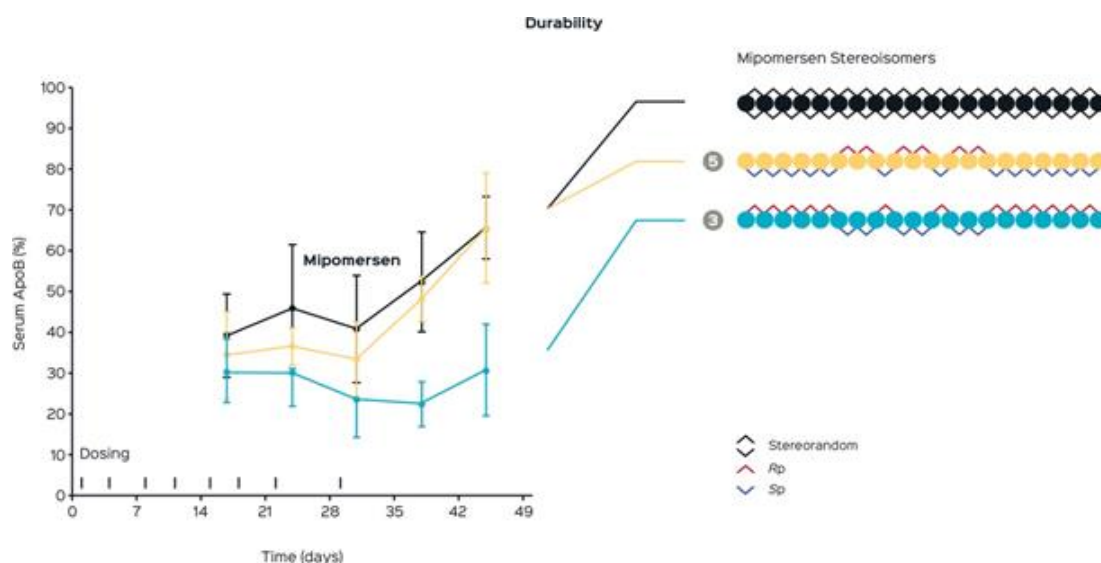 Durability
Mipomersen Stereoisomers
100
90
80
70
60
50
40
30
20
10
0
Serum ApoB (%)
Mipomersen
Dosing
0 7 14 21 28 35 42 49
Time (days)
5
3
Stereorandom
Rp
Sp